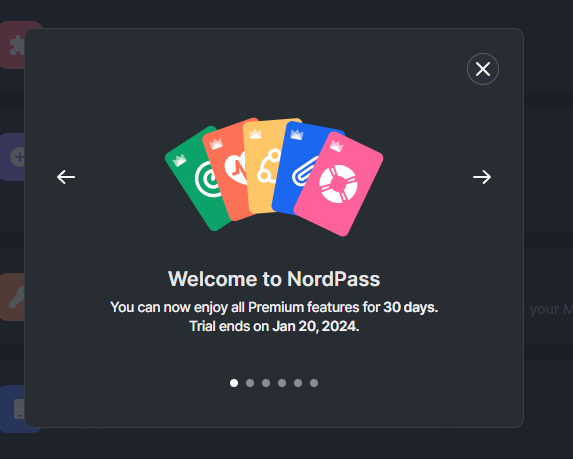 Welcome to NordPass
You can now enjoy all Premium features for 30 days.
Trial ends on Jan 20, 2024.
your M